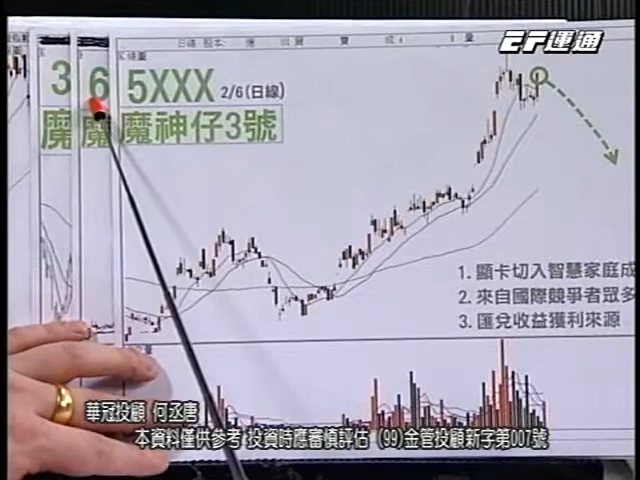 EF運通
3
6
5XXX 2/6(日線)
魔
魔
魔神仔3號
K線圖
1. 顯卡切入智慧家庭成
2. 來自國際競爭者眾多
3. 匯兌收益獲利來源
華冠投顧 何丞唐
本資料僅供參考 投資時應審慎評估 (99)金管投顧新字第007號